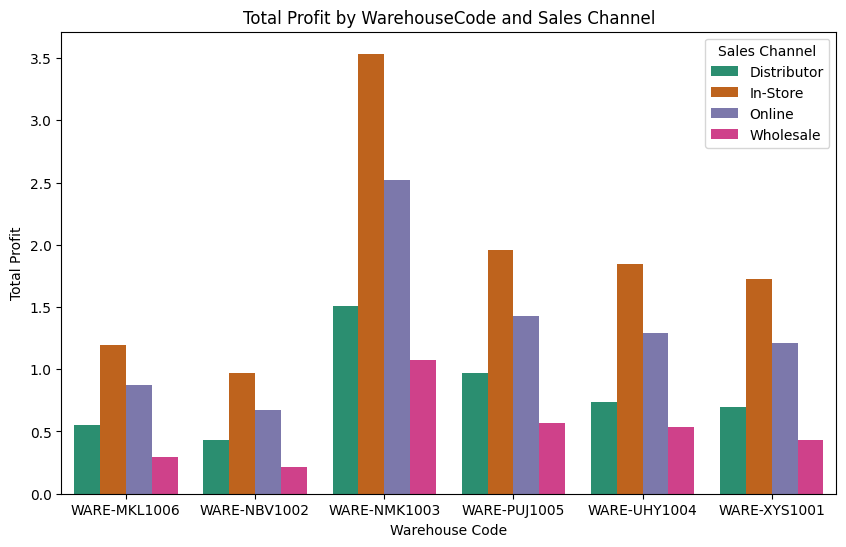 Total Profit by WarehouseCode and Sales Channel
Sales Channel
Distributor
In-Store
Online
Wholesale
Total Profit
3.5
3.0
2.5
2.0
1.5
1.0
0.5
0.0
WARE-MKL1006 WARE-NBV1002 WARE-NMK1003 WARE-PUJ1005 WARE-UHY1004 WARE-XYS1001
Warehouse Code